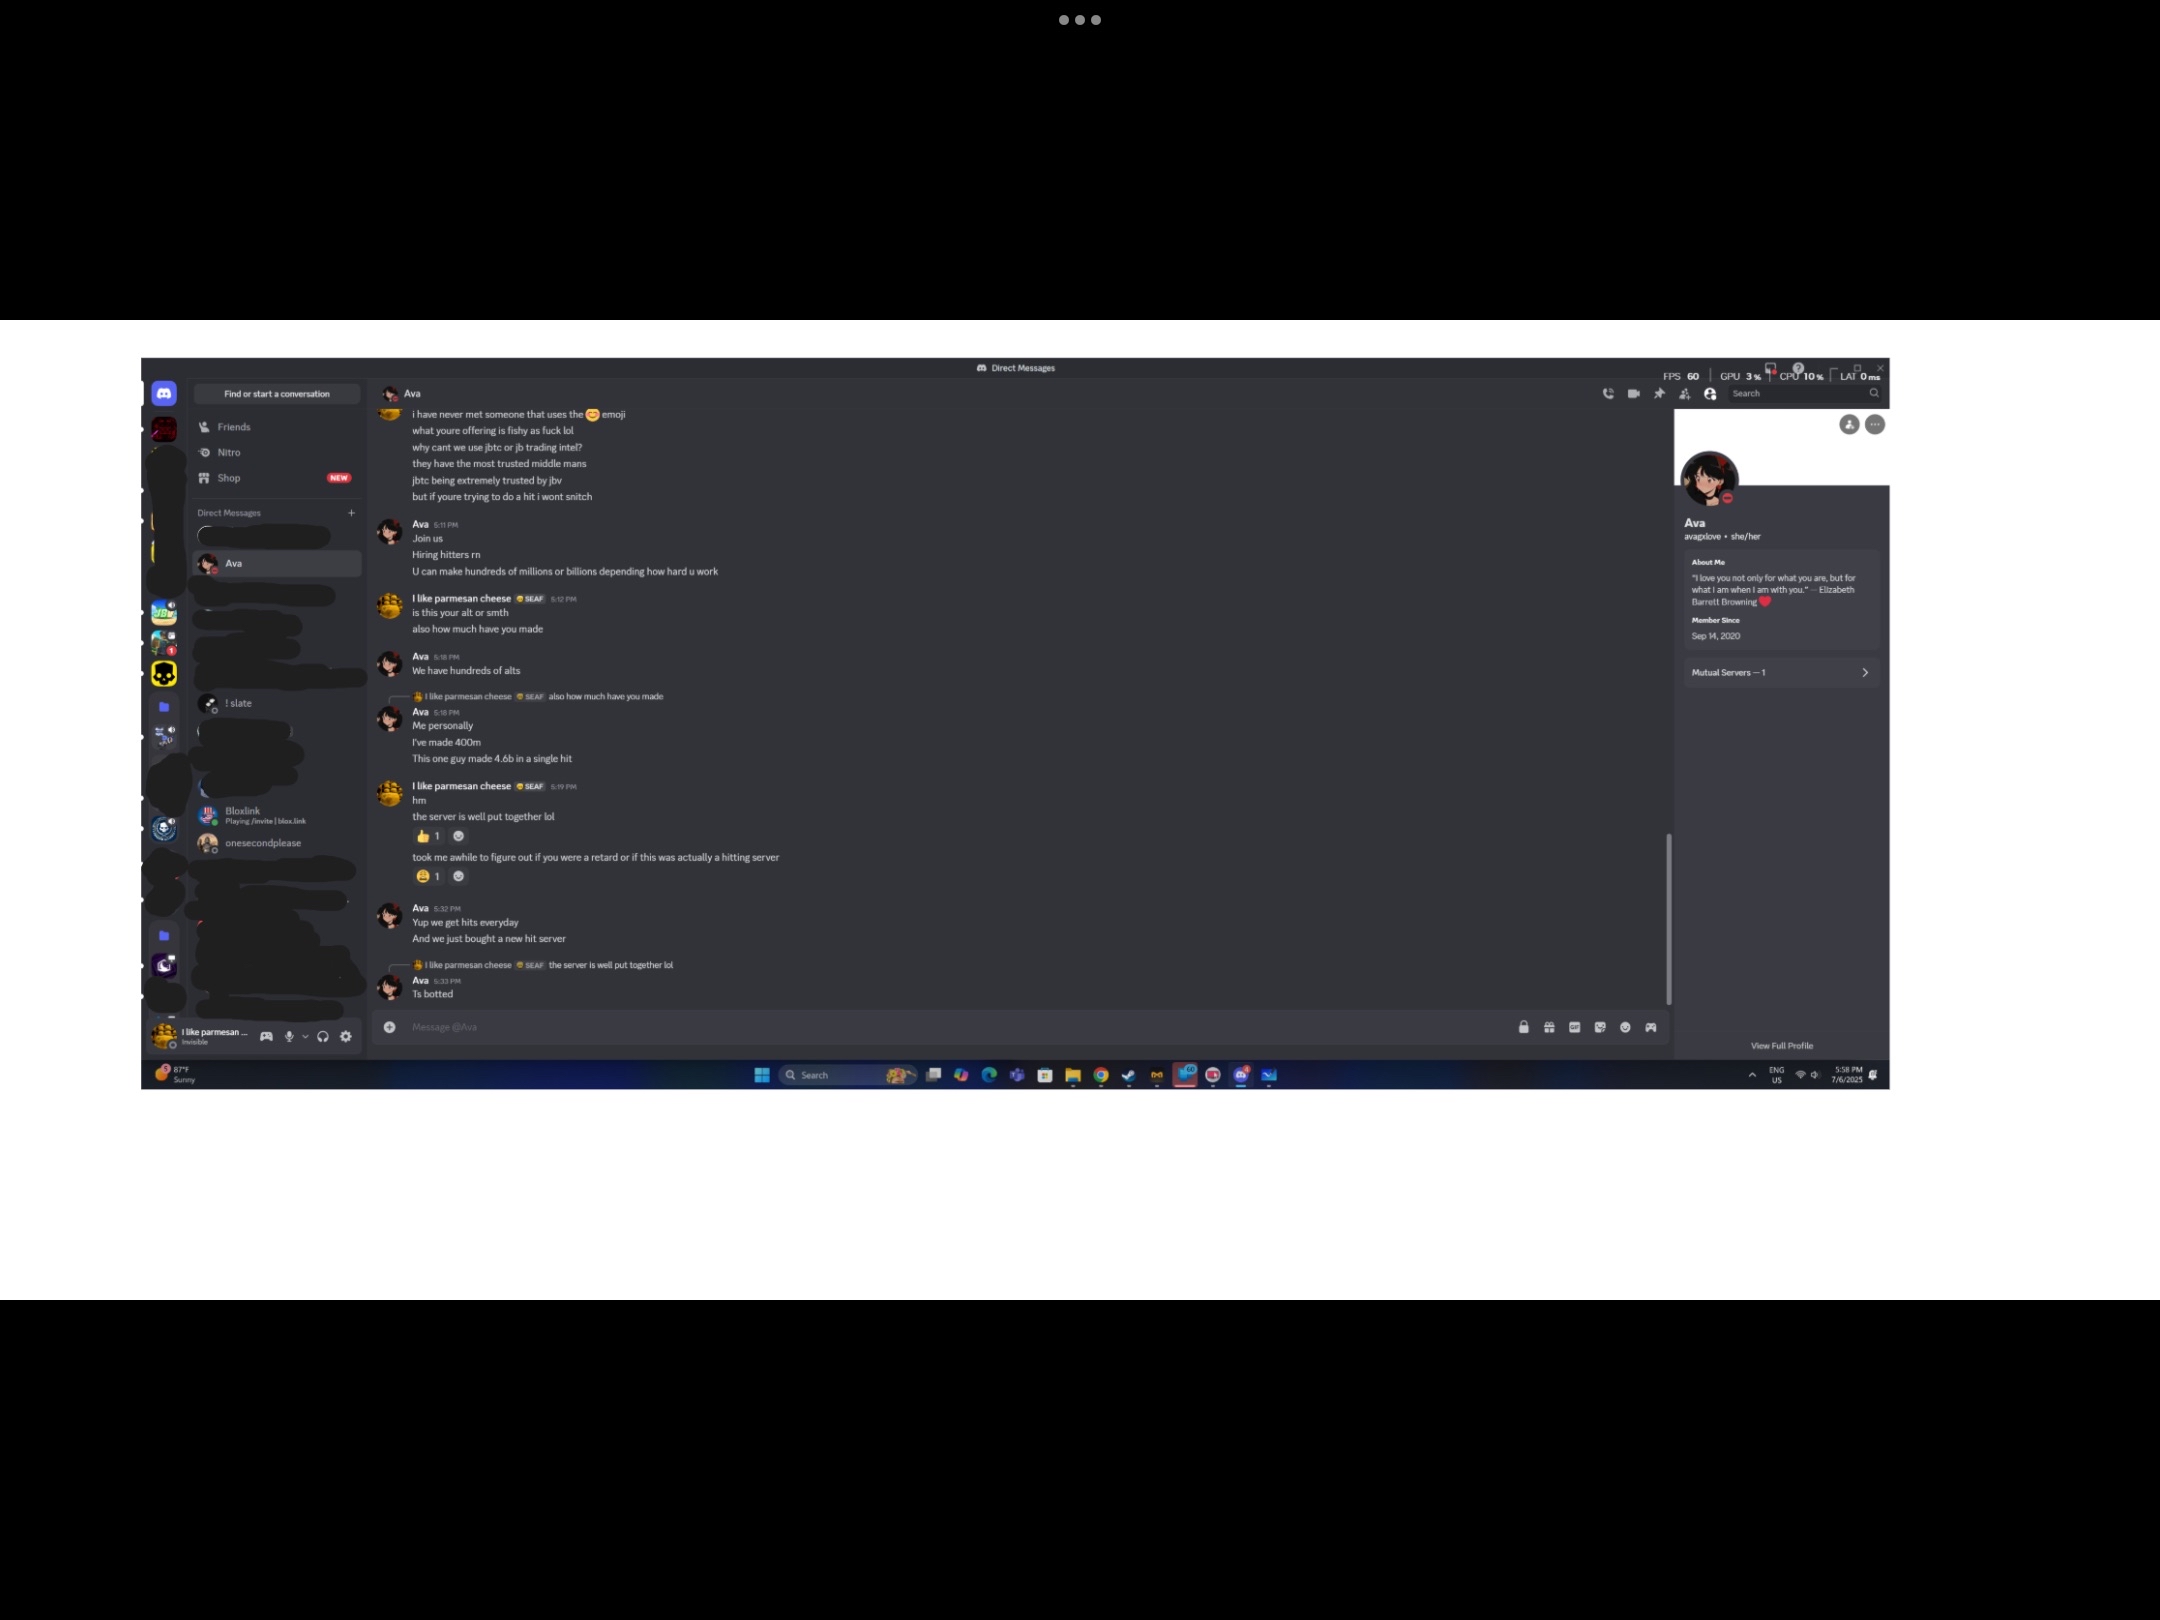 Direct Messages
FPS 60 GPU 3% CPU 10% LAT 0 ms
Find or start a conversation
Friends
Nitro
Shop
NEW
Direct Messages
Ava
! slate
Bloxlink
Playing /invite | blox.link
onesecondplease
I like parmesan ...
Invisible
Ava
Search
i have never met someone that uses the 😊 emoji
what youre offering is fishy as fuck lol
why cant we use jbtc or jb trading intel?
they have the most trusted middle mans
jbtc being extremely trusted by jbv
but if youre trying to do a hit i wont snitch
Ava 5:11 PM
Join us
Hiring hitters rn
U can make hundreds of millions or billions depending how hard u work
I like parmesan cheese SEAF 5:12 PM
is this your alt or smth
also how much have you made
Ava 5:18 PM
We have hundreds of alts
I like parmesan cheese SEAF also how much have you made
Ava 5:18 PM
Me personally
I've made 400m
This one guy made 4.6b in a single hit
I like parmesan cheese SEAF 5:19 PM
hm
the server is well put together lol
👍 1
took me awhile to figure out if you were a retard or if this was actually a hitting server
😩 1
Ava 5:32 PM
Yup we get hits everyday
And we just bought a new hit server
I like parmesan cheese SEAF the server is well put together lol
Ava 5:33 PM
Ts botted
Message @Ava
GIF
Ava
avagxlove • she/her
About Me
"I love you not only for what you are, but for
what I am when I am with you." — Elizabeth
Barrett Browning ❤️
Member Since
Sep 14, 2020
Mutual Servers — 1
View Full Profile
87°F
Sunny
Search
ENG
US
5:58 PM
7/6/2025